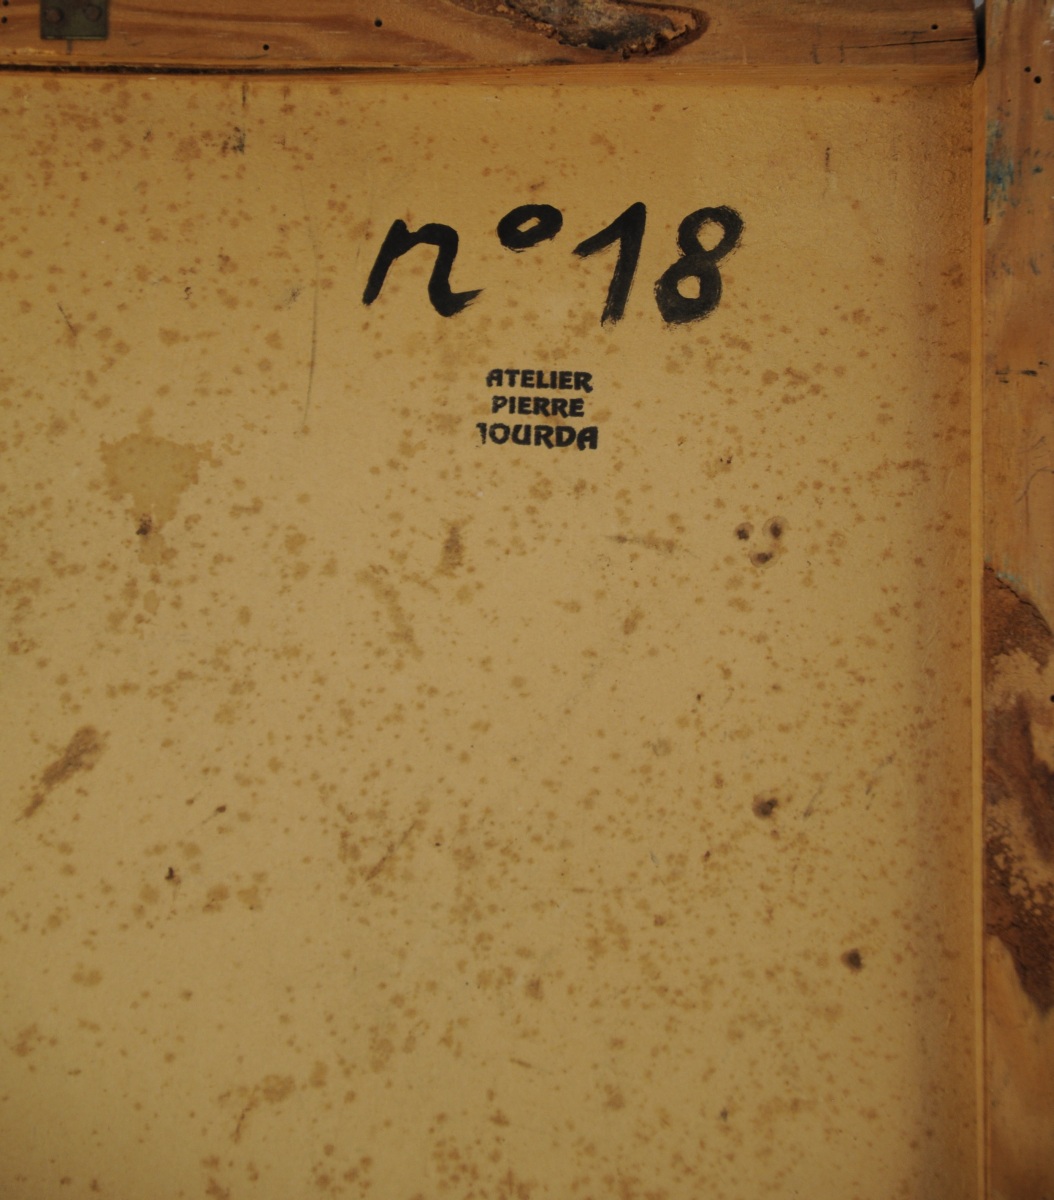 n° 18
ATELIER
PIERRE
JOURDA